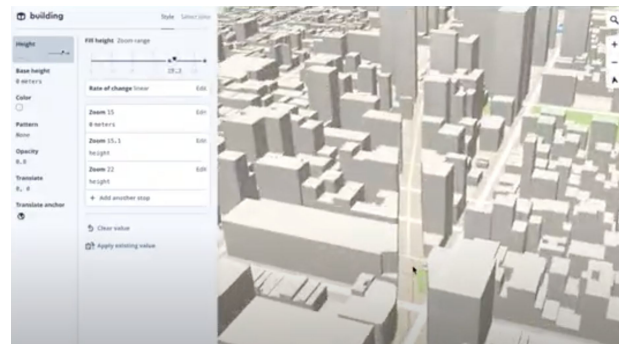 building
Style
Select data
Height
Base height
0 meters
Color
Pattern
None
Opacity
Translate
0, 0
Translate anchor
Fill height Zoom range
Rate of change linear Edit
Zoom 15 Edit
0 meters
Zoom 15.1 Edit
height
Zoom 22 Edit
height
+ Add another stop
Clear value
Apply existing value